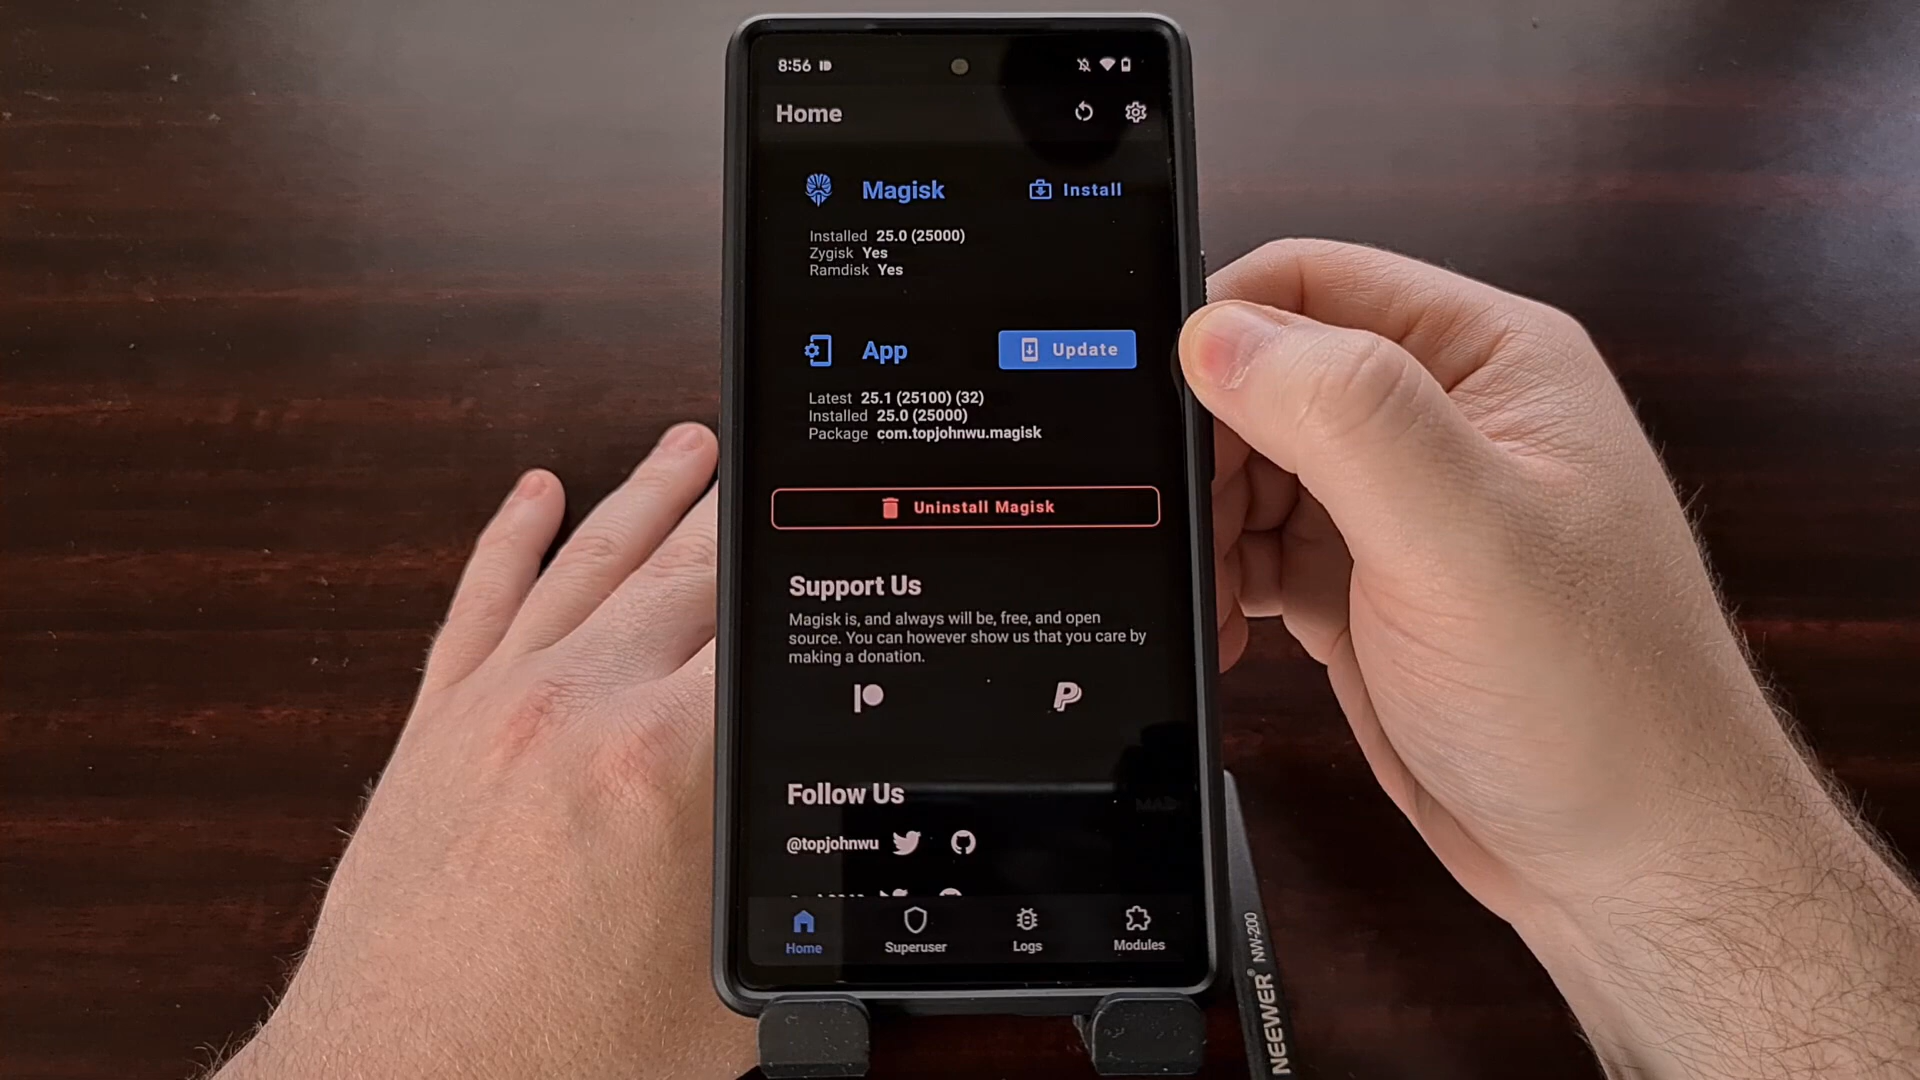 8:56
Home
Magisk
Install
Installed 25.0 (25000)
Zygisk Yes
Ramdisk Yes
App
Update
Latest 25.1 (25100) (32)
Installed 25.0 (25000)
Package com.topjohnwu.magisk
Uninstall Magisk
Support Us
Magisk is, and always will be, free, and open
source. You can however show us that you care by
making a donation.
Follow Us
@topjohnwu
Home
Superuser
Logs
Modules
NEEWER® NW-200